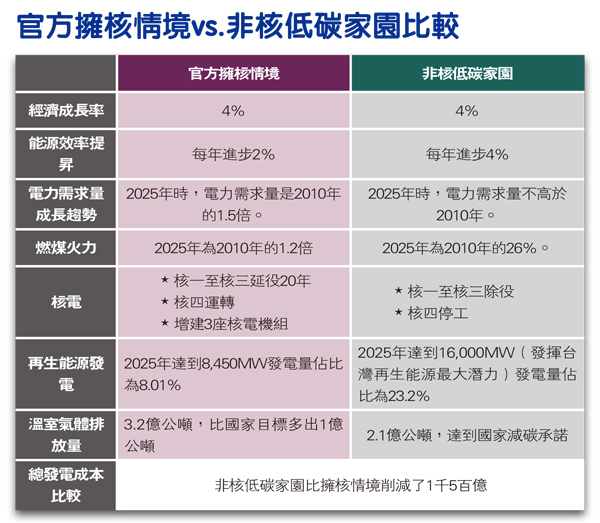 官方擁核情境vs.非核低碳家園比較
官方擁核情境
非核低碳家園
經濟成長率
4%
4%
能源效率提
昇
每年進步2%
每年進步4%
電力需求量
成長趨勢
2025年時，電力需求量是2010年
的1.5倍。
2025年時，電力需求量不高於
2010年。
燃煤火力
2025年為2010年的1.2倍
2025年為2010年的26%。
核電
★ 核一至核三延役20年
★ 核四運轉
★ 增建3座核電機組
★ 核一至核三除役
★ 核四停工
再生能源發
電
2025年達到8,450MW發電量佔比
為8.01%
2025年達到16,000MW（發揮台
灣再生能源最大潛力）發電量佔
比為23.2%
溫室氣體排
放量
3.2億公噸，比國家目標多出1億
公噸
2.1億公噸，達到國家減碳承諾
總發電成本
比較
非核低碳家園比擁核情境削減了1千5百億